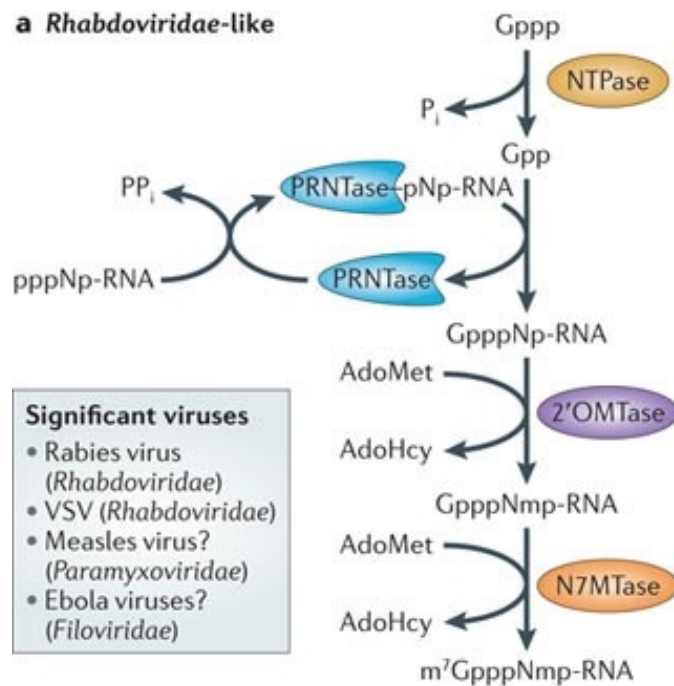 a Rhabdoviridae-like
Gppp
NTPase
Pi
Gpp
PPi
PRNTase–pNp-RNA
pppNp-RNA
PRNTase
GpppNp-RNA
AdoMet
2′OMTase
AdoHcy
GpppNmp-RNA
AdoMet
N7MTase
AdoHcy
m⁷GpppNmp-RNA
Significant viruses
• Rabies virus
(Rhabdoviridae)
• VSV (Rhabdoviridae)
• Measles virus?
(Paramyxoviridae)
• Ebola viruses?
(Filoviridae)